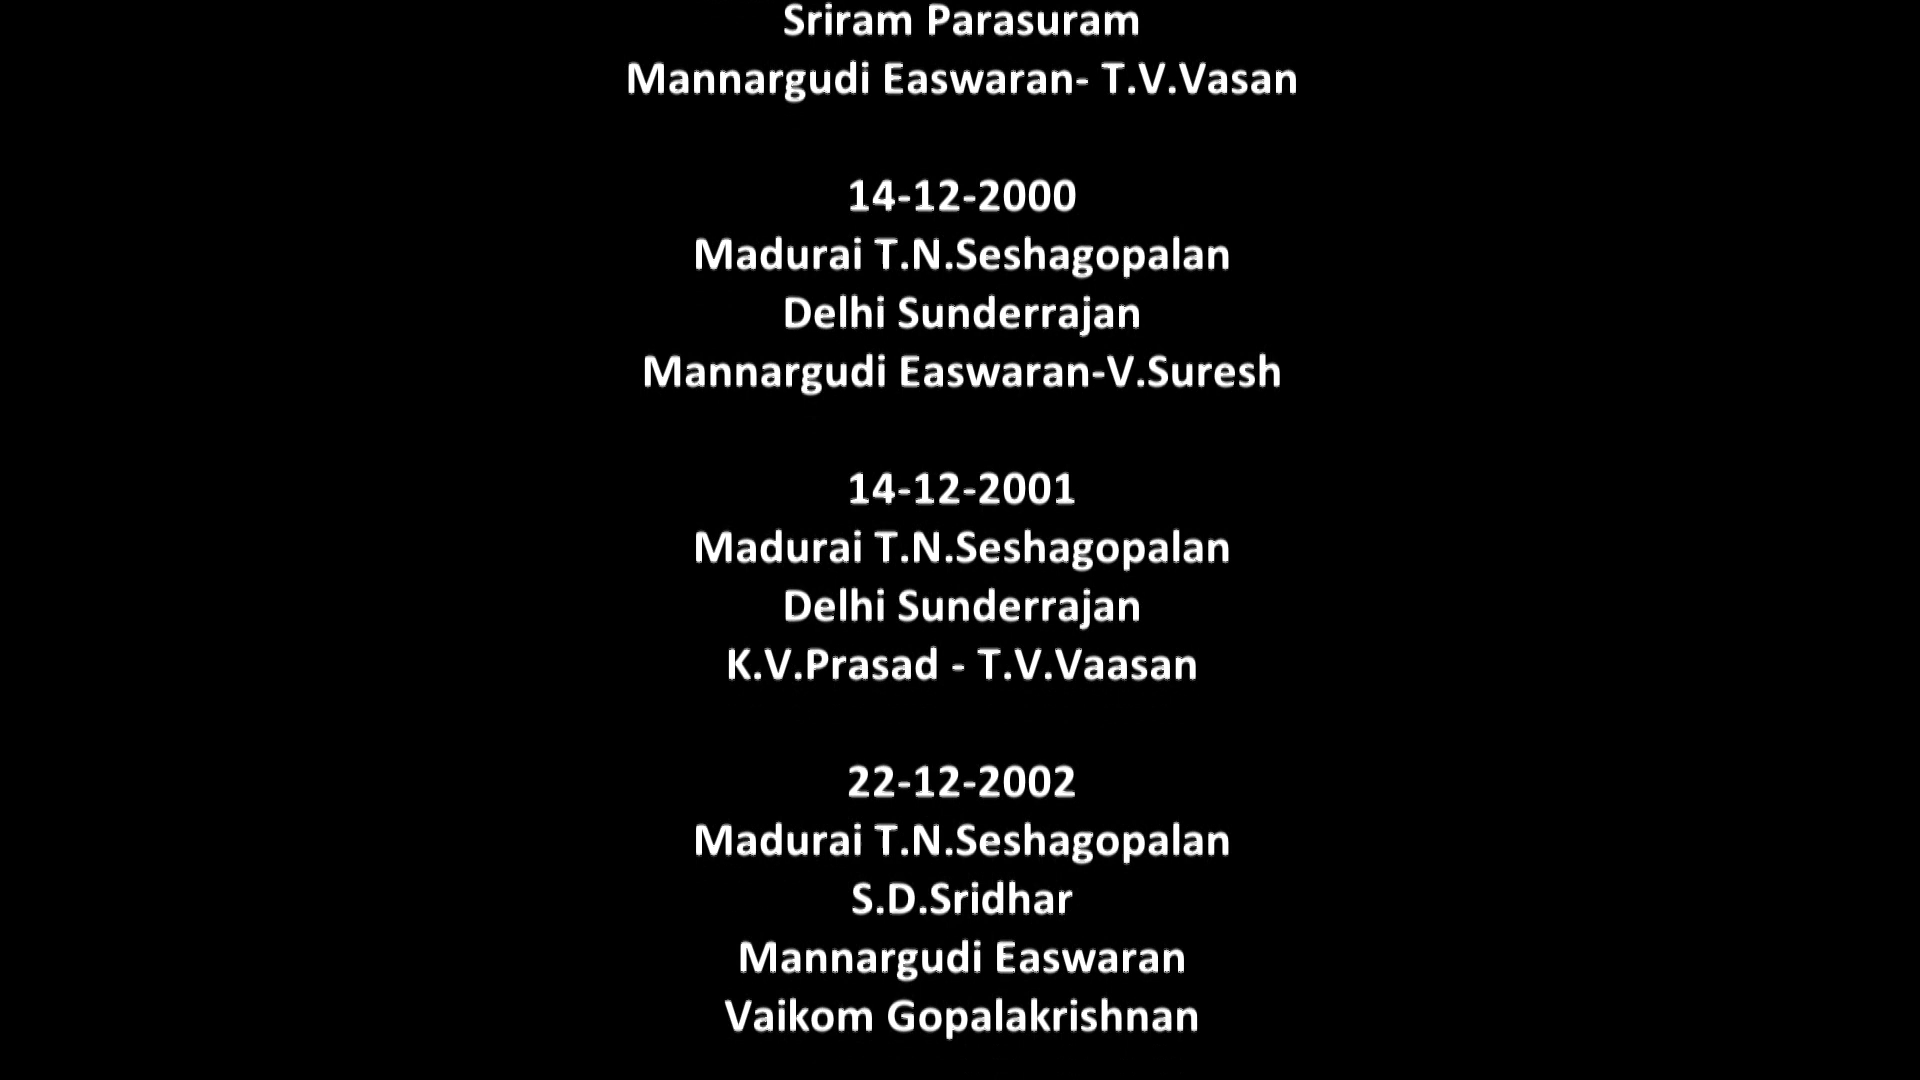 Sriram Parasuram
Mannargudi Easwaran- T.V.Vasan
14-12-2000
Madurai T.N.Seshagopalan
Delhi Sunderrajan
Mannargudi Easwaran-V.Suresh
14-12-2001
Madurai T.N.Seshagopalan
Delhi Sunderrajan
K.V.Prasad - T.V.Vaasan
22-12-2002
Madurai T.N.Seshagopalan
S.D.Sridhar
Mannargudi Easwaran
Vaikom Gopalakrishnan